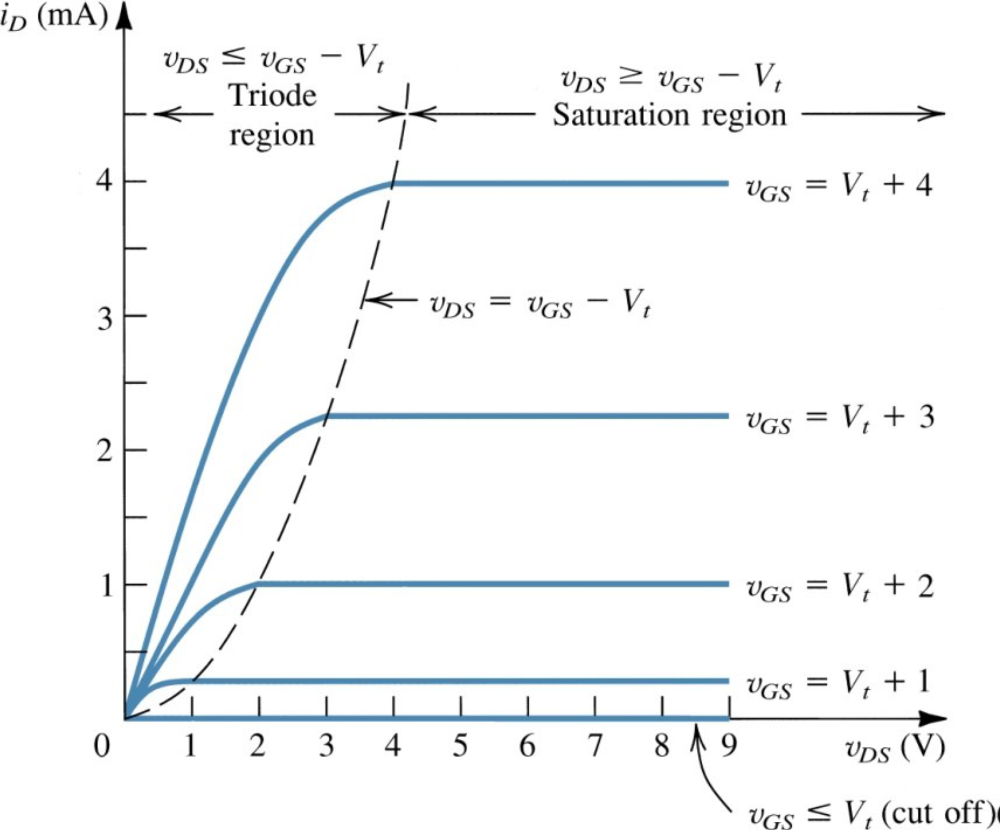 i_D (mA)
v_DS ≤ v_GS − V_t
Triode
region
v_DS ≥ v_GS − V_t
Saturation region
4
v_GS = V_t + 4
3
v_DS = v_GS − V_t
v_GS = V_t + 3
2
1
v_GS = V_t + 2
v_GS = V_t + 1
0 1 2 3 4 5 6 7 8 9 v_DS (V)
v_GS ≤ V_t (cut off)(